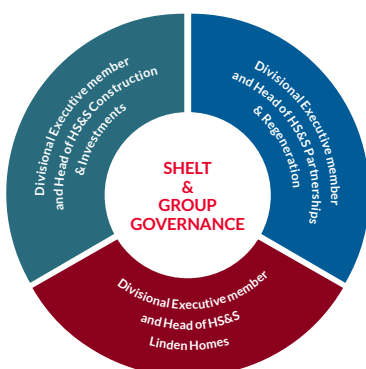 Divisional Executive member
and Head of HS&S Construction
& Investments
Divisional Executive member
and Head of HS&S Partnerships
& Regeneration
SHELT
&
GROUP
GOVERNANCE
Divisional Executive member
and Head of HS&S
Linden Homes